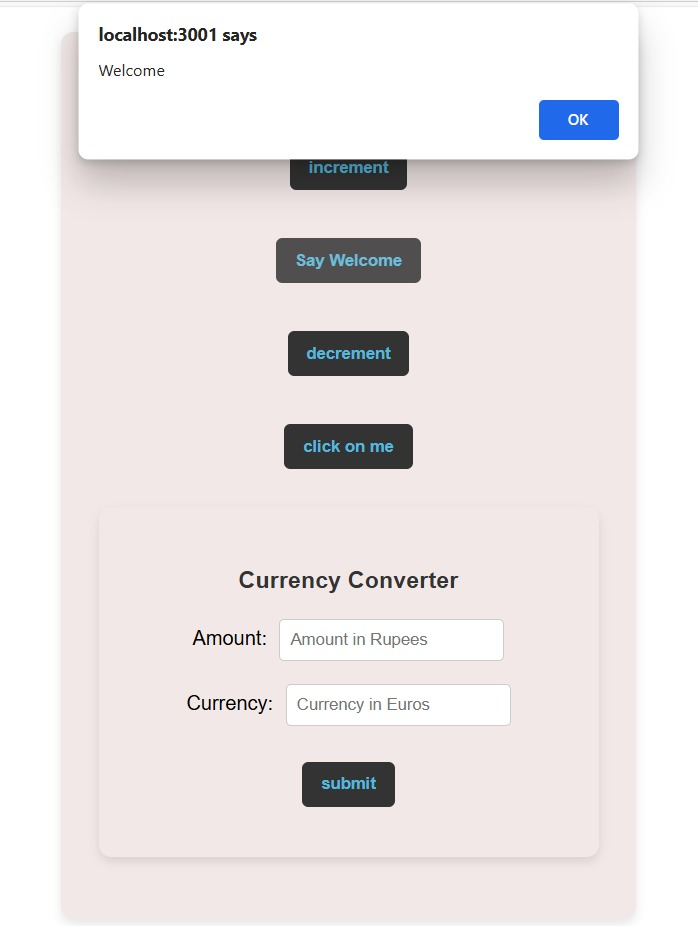 localhost:3001 says
Welcome
OK
increment
Say Welcome
decrement
click on me
Currency Converter
Amount: Amount in Rupees
Currency: Currency in Euros
submit